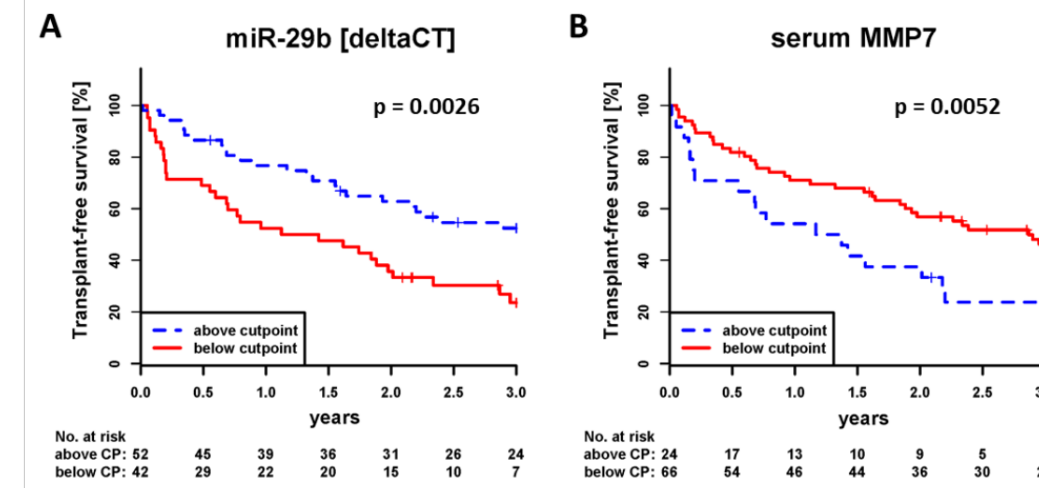 A
miR-29b [deltaCT]
Transplant-free survival [%]
100
80
60
40
20
0
p = 0.0026
above cutpoint
below cutpoint
0.0 0.5 1.0 1.5 2.0 2.5 3.0
years
No. at risk
above CP: 52 45 39 36 31 26 24
below CP: 42 29 22 20 15 10 7
B
serum MMP7
Transplant-free survival [%]
100
80
60
40
20
0
p = 0.0052
above cutpoint
below cutpoint
0.0 0.5 1.0 1.5 2.0 2.5
years
No. at risk
above CP: 24 17 13 10 9 5
below CP: 66 54 46 44 36 30